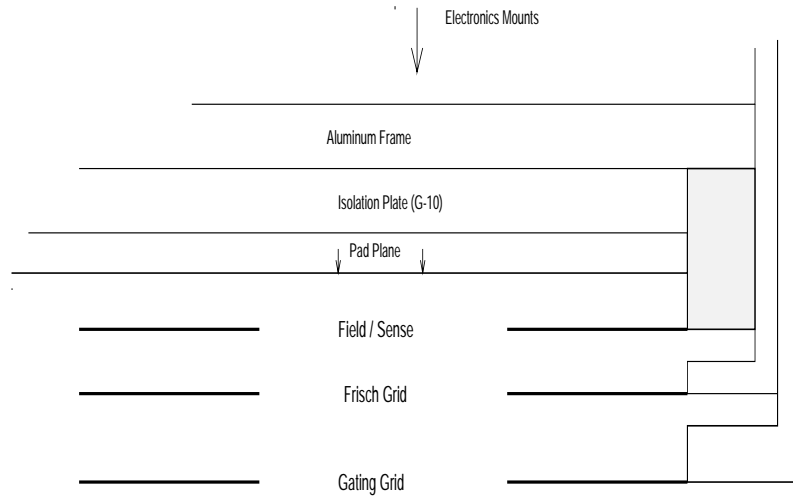 Electronics Mounts
Aluminum Frame
Isolation Plate (G-10)
Pad Plane
Field / Sense
Frisch Grid
Gating Grid